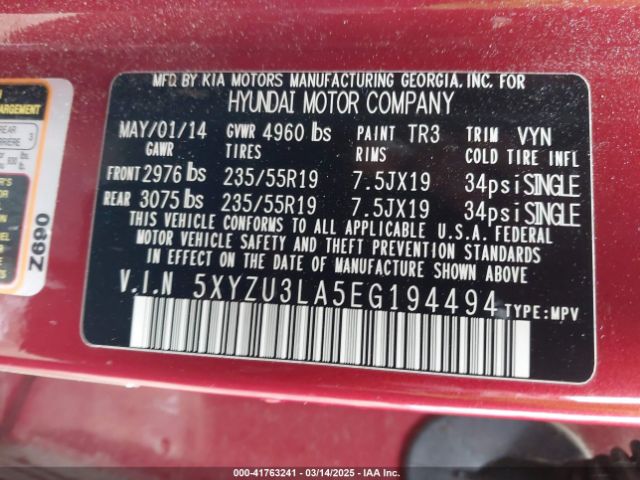 MFD BY KIA MOTORS MANUFACTURING GEORGIA, INC. FOR
HYUNDAI MOTOR COMPANY
MAY/01/14 GVWR 4960 lbs PAINT TR3 TRIM VYN
GAWR TIRES RIMS COLD TIRE INFL
FRONT 2976 lbs 235/55R19 7.5JX19 34psi SINGLE
REAR 3075 lbs 235/55R19 7.5JX19 34psi SINGLE
THIS VEHICLE CONFORMS TO ALL APPLICABLE U.S.A. FEDERAL
MOTOR VEHICLE SAFETY AND THEFT PREVENTION STANDARDS
IN EFFECT ON THE DATE OF MANUFACTURE SHOWN ABOVE.
V.I.N 5XYZU3LA5EG194494 TYPE:MPV
ARGEMENT
REAR
3
Z690
000-41763241 | 03/14/2025 | IAA Inc.